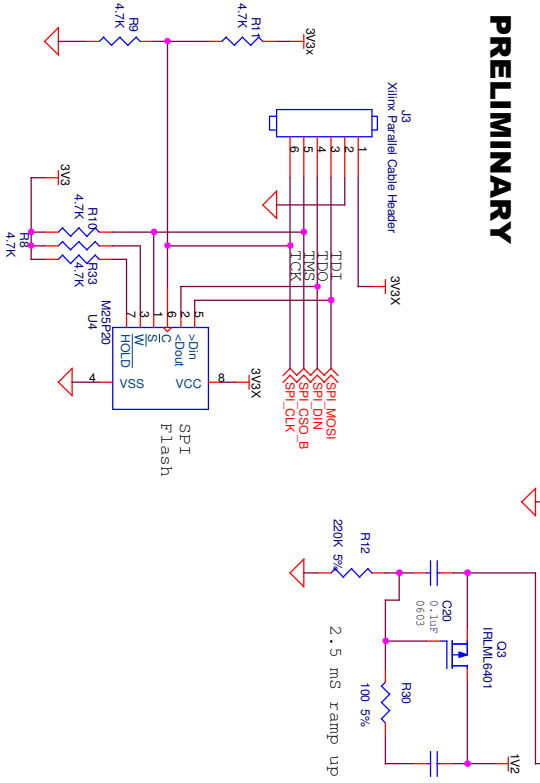 PRELIMINARY
J3
Xilinx Parallel Cable Header
1
2
3
4
5
6
3V3X
TDI
TDO
TMS
TCK
SPI_MOSI
SPI_DIN
SPI_CSO_B
SPI_CLK
3V3x
R11
4.7K
R9
4.7K
3V3
R10
4.7K
R8
4.7K
R33
4.7K
U4
M25P20
5
>Din
2
<Dout
6
C
1
S
3
W
7
HOLD
VCC
8
3V3X
VSS
4
SPI
Flash
Q3
IRLML6401
C20
0.1uF
0603
R12
220K 5%
R30
100 5%
1V2
2.5 mS ramp up